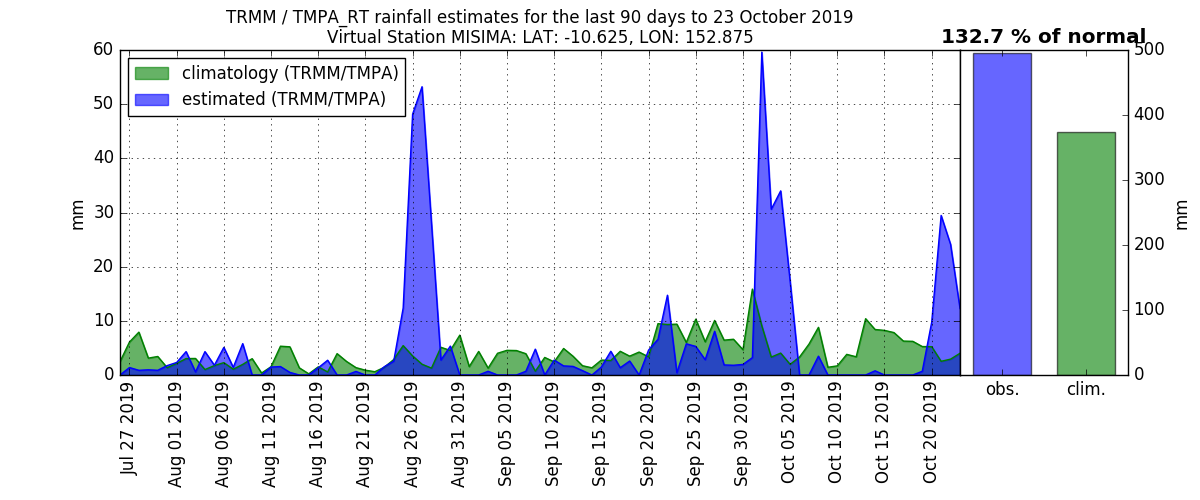 TRMM / TMPA_RT rainfall estimates for the last 90 days to 23 October 2019
Virtual Station MISIMA: LAT: -10.625, LON: 152.875
132.7 % of normal
climatology (TRMM/TMPA)
estimated (TRMM/TMPA)
60
50
40
30
20
10
0
mm
500
400
300
200
100
0
mm
Jul 27 2019
Aug 01 2019
Aug 06 2019
Aug 11 2019
Aug 16 2019
Aug 21 2019
Aug 26 2019
Aug 31 2019
Sep 05 2019
Sep 10 2019
Sep 15 2019
Sep 20 2019
Sep 25 2019
Sep 30 2019
Oct 05 2019
Oct 10 2019
Oct 15 2019
Oct 20 2019
obs.
clim.